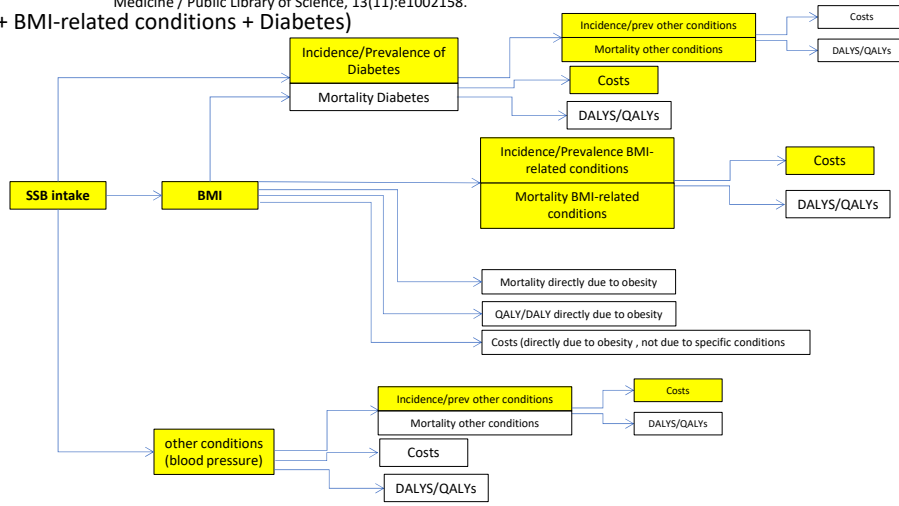 Medicine / Public Library of Science, 13(11):e1002158.
+ BMI-related conditions + Diabetes)
Incidence/Prevalence of
Diabetes
Mortality Diabetes
Incidence/prev other conditions
Mortality other conditions
Costs
DALYS/QALYs
Costs
DALYS/QALYs
SSB intake
BMI
Incidence/Prevalence BMI-
related conditions
Mortality BMI-related
conditions
Costs
DALYS/QALYs
Mortality directly due to obesity
QALY/DALY directly due to obesity
Costs (directly due to obesity , not due to specific conditions
other conditions
(blood pressure)
Incidence/prev other conditions
Mortality other conditions
Costs
DALYS/QALYs
Costs
DALYS/QALYs